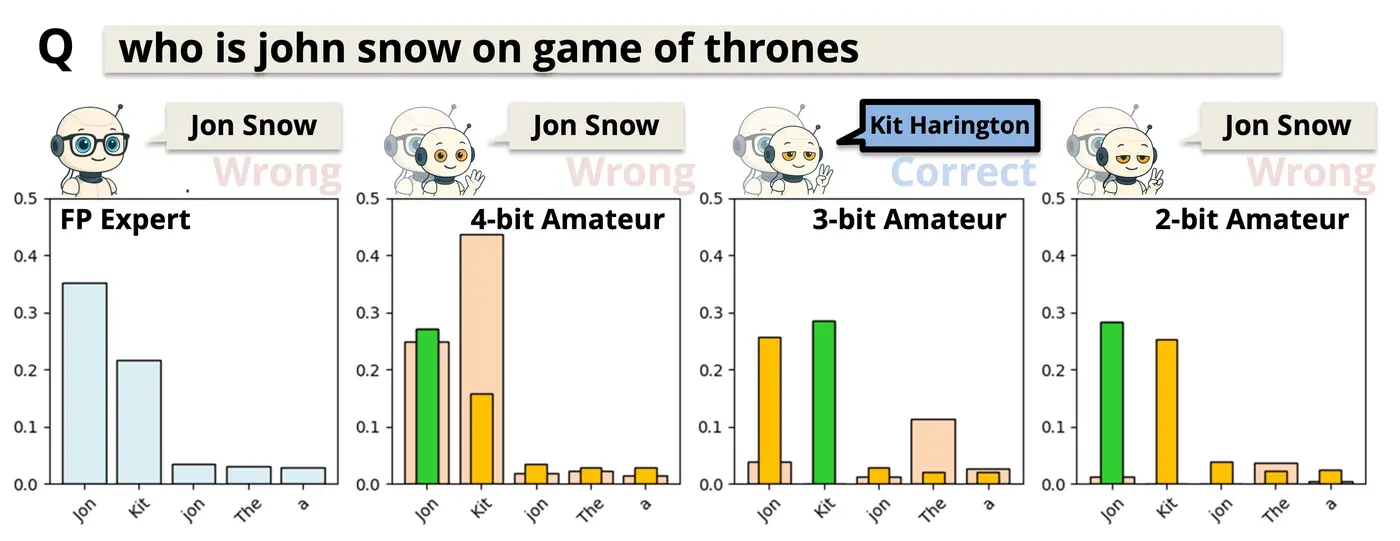 Q who is john snow on game of thrones
Jon Snow
Wrong
Jon Snow
Wrong
Kit Harington
Correct
Jon Snow
Wrong
FP Expert
0.5
0.4
0.3
0.2
0.1
0.0
Jon Kit jon The a
4-bit Amateur
0.5
0.4
0.3
0.2
0.1
0.0
Jon Kit jon The a
3-bit Amateur
0.5
0.4
0.3
0.2
0.1
0.0
Jon Kit jon The a
2-bit Amateur
0.5
0.4
0.3
0.2
0.1
0.0
Jon Kit jon The a